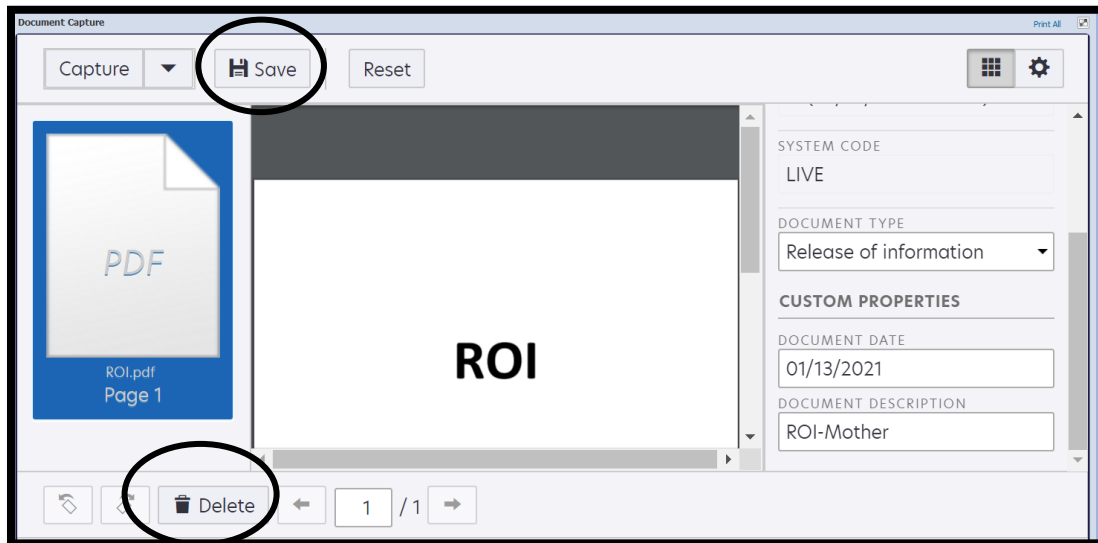 Document Capture
Print All
Capture
Save
Reset
SYSTEM CODE
LIVE
DOCUMENT TYPE
Release of information
CUSTOM PROPERTIES
DOCUMENT DATE
01/13/2021
DOCUMENT DESCRIPTION
ROI-Mother
PDF
ROI.pdf
Page 1
ROI
Delete
1 / 1